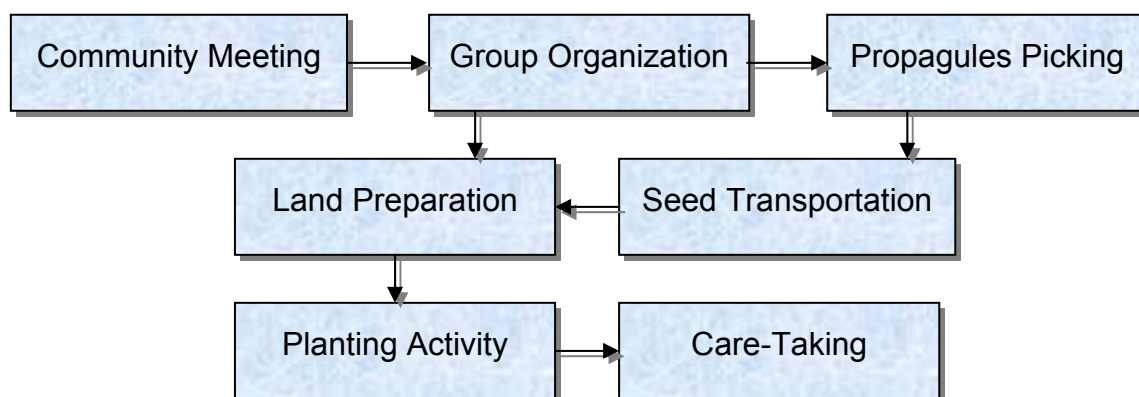 Community Meeting
Group Organization
Propagules Picking
Land Preparation
Seed Transportation
Planting Activity
Care-Taking